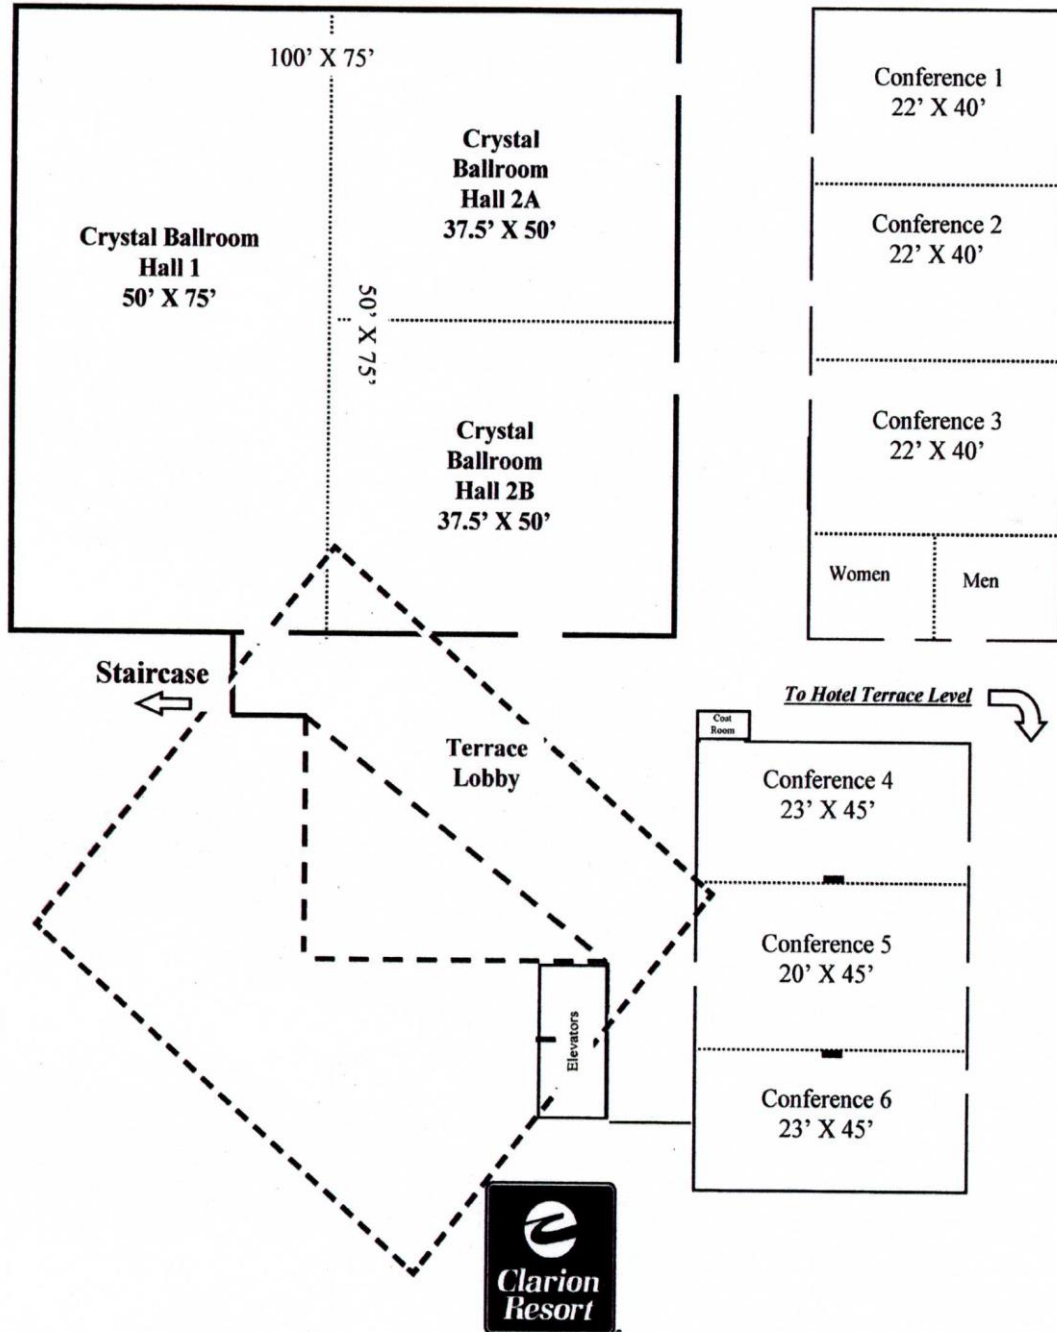 100’ X 75’
Crystal Ballroom
Hall 1
50’ X 75’
Crystal
Ballroom
Hall 2A
37.5’ X 50’
50’ X 75’
Crystal
Ballroom
Hall 2B
37.5’ X 50’
Conference 1
22’ X 40’
Conference 2
22’ X 40’
Conference 3
22’ X 40’
Women
Men
Staircase
To Hotel Terrace Level
Terrace
Lobby
Coat
Room
Conference 4
23’ X 45’
Conference 5
20’ X 45’
Conference 6
23’ X 45’
Elevators
Clarion
Resort